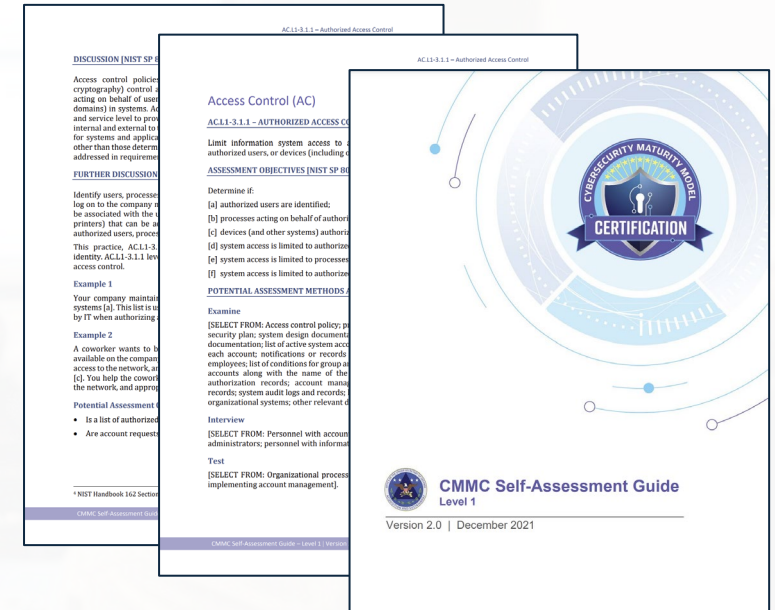 AC.L1-3.1.1 – Authorized Access Control
DISCUSSION [NIST SP 8
Access control policies
cryptography) control a
acting on behalf of user
domains) in systems. Ac
and service level to prov
internal and external to
for systems and applica
other than those determ
addressed in requireme
FURTHER DISCUSSION
Identify users, processe
log on to the company n
be associated with the u
printers) that can be a
authorized users, proces
This practice, AC.L1-3.
identity. AC.L1-3.1.1 lev
access control.
Example 1
Your company maintai
systems [a]. This list is u
by IT when authorizing
Example 2
A coworker wants to b
available on the compan
access to the network, a
[c]. You help the cowor
the network, and approp
Potential Assessment
• Is a list of authorized
• Are account requests
NIST Handbook 162 Section
CMMC Self-Assessment Guid
AC.L1-3.1.1 – Authorized Access Control
Access Control (AC)
AC.L1-3.1.1 – AUTHORIZED ACCESS CO
Limit information system access to a
authorized users, or devices (including o
ASSESSMENT OBJECTIVES [NIST SP 80
Determine if:
[a] authorized users are identified;
[b] processes acting on behalf of authori
[c] devices (and other systems) authoriz
[d] system access is limited to authorize
[e] system access is limited to processes
[f] system access is limited to authorize
POTENTIAL ASSESSMENT METHODS A
Examine
[SELECT FROM: Access control policy; pr
security plan; system design documenta
documentation; list of active system acco
each account; notifications or records
employees; list of conditions for group an
accounts along with the name of the
authorization records; account manag
records; system audit logs and records;
organizational systems; other relevant d
Interview
[SELECT FROM: Personnel with accoun
administrators; personnel with informat
Test
[SELECT FROM: Organizational process
implementing account management].
CMMC Self-Assessment Guide – Level 1 | Version
CYBERSECURITY MATURITY MODEL
CERTIFICATION
CMMC Self-Assessment Guide
Level 1
Version 2.0 | December 2021